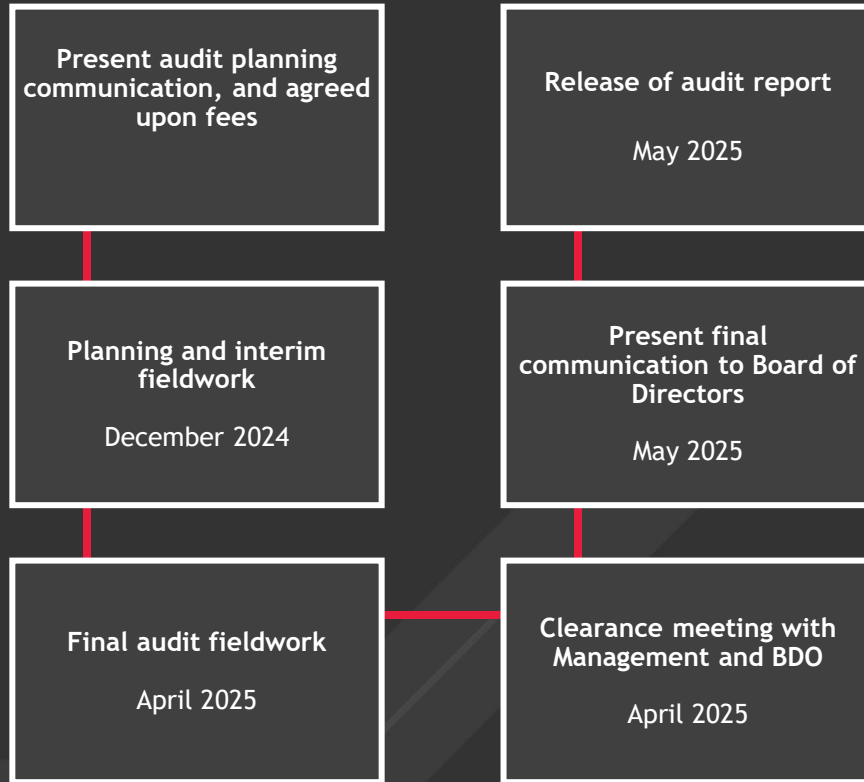 Present audit planning
communication, and agreed
upon fees
Planning and interim
fieldwork
December 2024
Final audit fieldwork
April 2025
Clearance meeting with
Management and BDO
April 2025
Present final
communication to Board of
Directors
May 2025
Release of audit report
May 2025